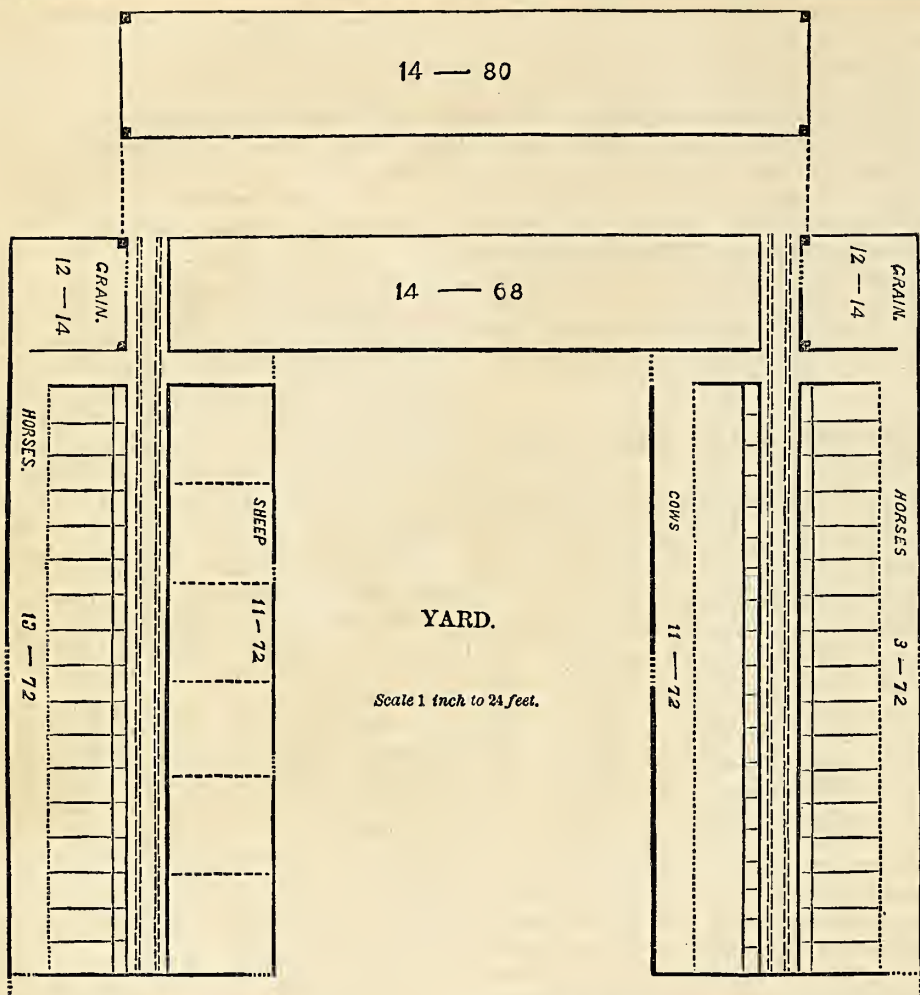 14 — 80
GRAIN.
12 — 14
14 — 68
GRAIN.
12 — 14
HORSES. — 72
SHEEP 11 — 72
YARD.
Scale 1 inch to 24 feet.
COWS 11 — 72
HORSES 3 — 72